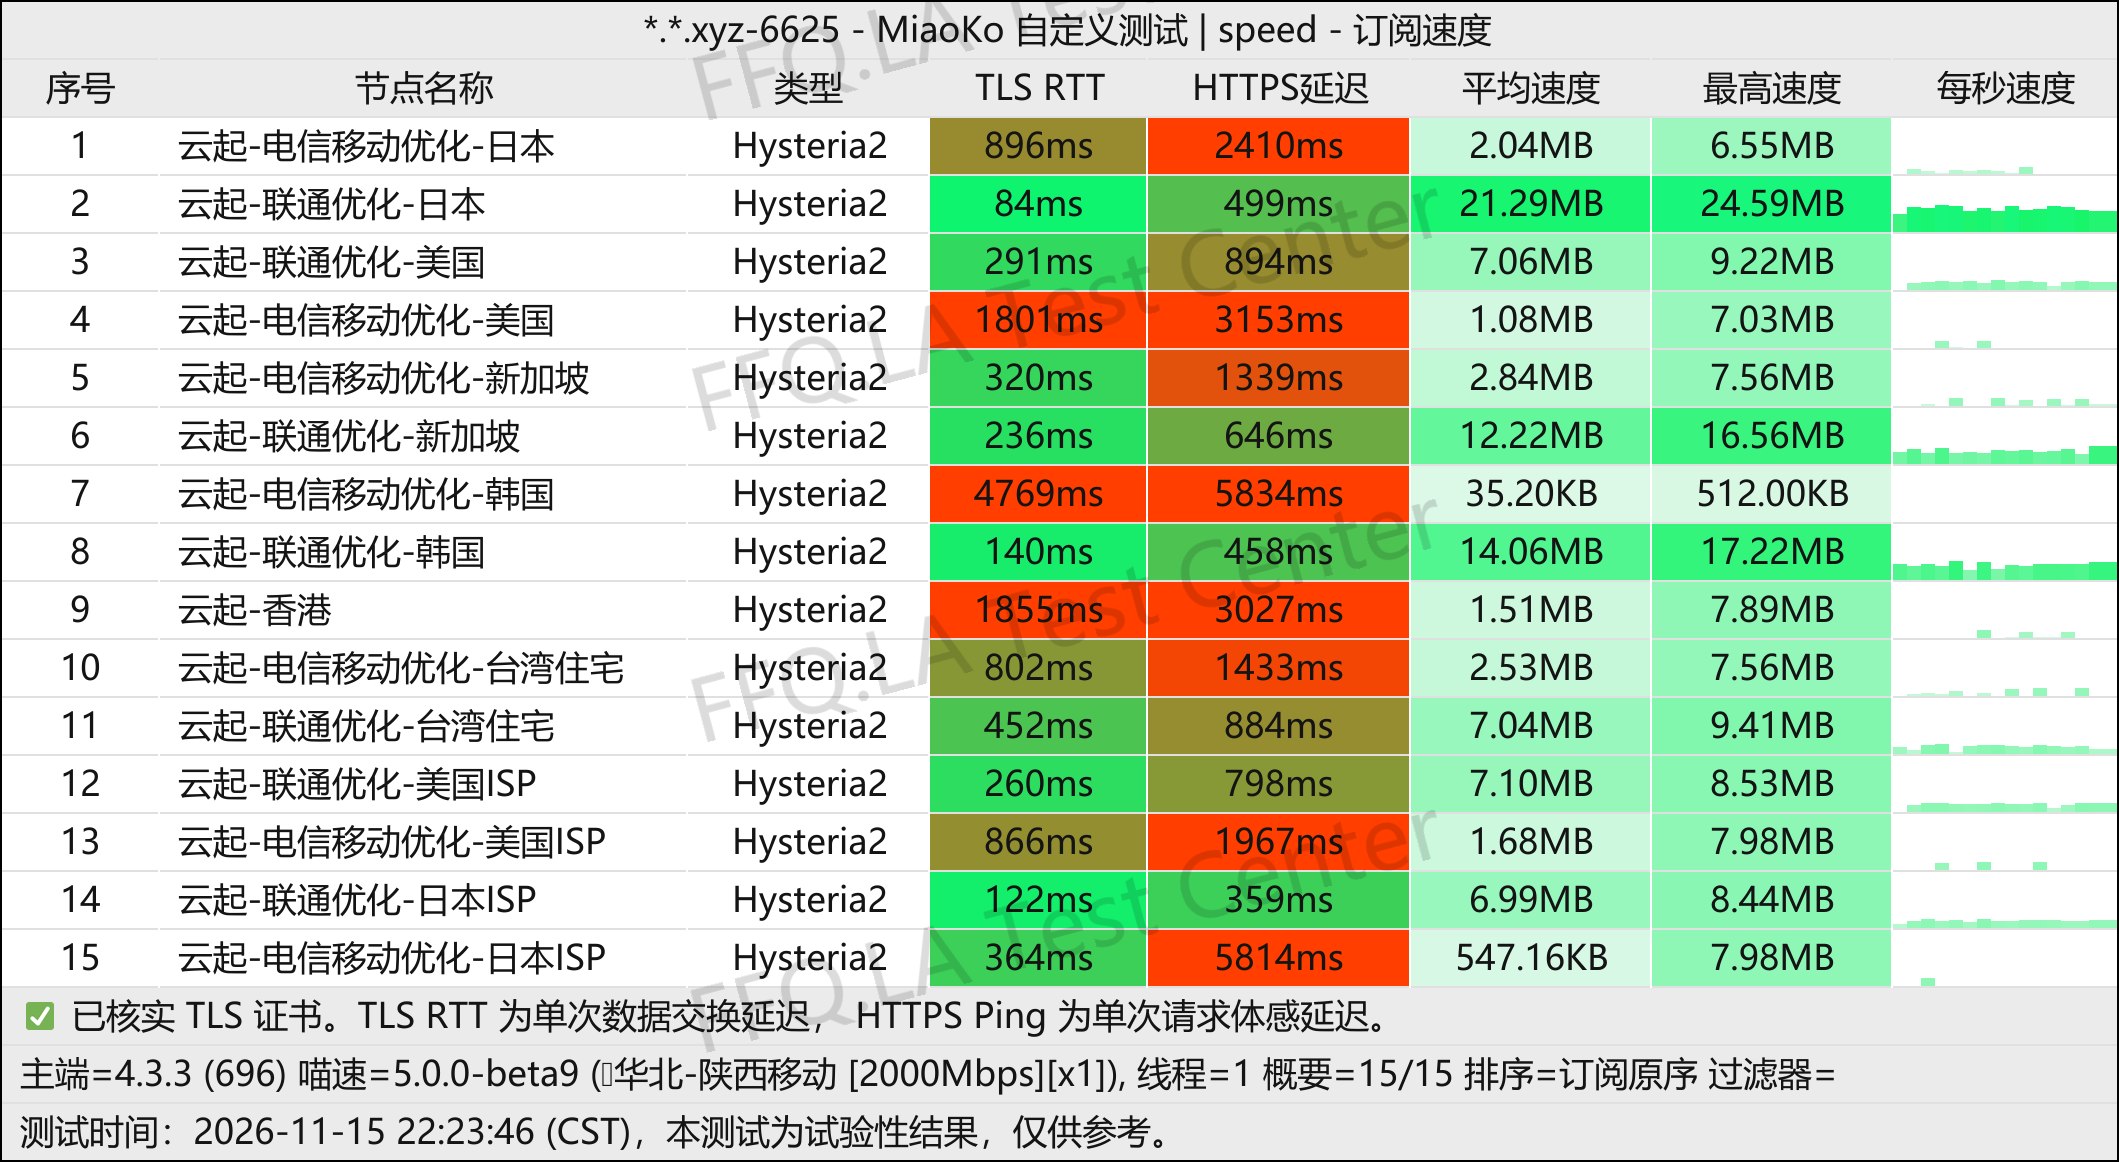 *.*.xyz-6625 - MiaoKo 自定义测试 | speed - 订阅速度
序号 节点名称 类型 TLS RTT HTTPS延迟 平均速度 最高速度 每秒速度
1 云起-电信移动优化-日本 Hysteria2 896ms 2410ms 2.04MB 6.55MB
2 云起-联通优化-日本 Hysteria2 84ms 499ms 21.29MB 24.59MB
3 云起-联通优化-美国 Hysteria2 291ms 894ms 7.06MB 9.22MB
4 云起-电信移动优化-美国 Hysteria2 1801ms 3153ms 1.08MB 7.03MB
5 云起-电信移动优化-新加坡 Hysteria2 320ms 1339ms 2.84MB 7.56MB
6 云起-联通优化-新加坡 Hysteria2 236ms 646ms 12.22MB 16.56MB
7 云起-电信移动优化-韩国 Hysteria2 4769ms 5834ms 35.20KB 512.00KB
8 云起-联通优化-韩国 Hysteria2 140ms 458ms 14.06MB 17.22MB
9 云起-香港 Hysteria2 1855ms 3027ms 1.51MB 7.89MB
10 云起-电信移动优化-台湾住宅 Hysteria2 802ms 1433ms 2.53MB 7.56MB
11 云起-联通优化-台湾住宅 Hysteria2 452ms 884ms 7.04MB 9.41MB
12 云起-联通优化-美国ISP Hysteria2 260ms 798ms 7.10MB 8.53MB
13 云起-电信移动优化-美国ISP Hysteria2 866ms 1967ms 1.68MB 7.98MB
14 云起-联通优化-日本ISP Hysteria2 122ms 359ms 6.99MB 8.44MB
15 云起-电信移动优化-日本ISP Hysteria2 364ms 5814ms 547.16KB 7.98MB
✅ 已核实 TLS 证书。TLS RTT 为单次数据交换延迟， HTTPS Ping 为单次请求体感延迟。
主端=4.3.3 (696) 喵速=5.0.0-beta9 (华北-陕西移动 [2000Mbps][x1]), 线程=1 概要=15/15 排序=订阅原序 过滤器=
测试时间：2026-11-15 22:23:46 (CST)，本测试为试验性结果，仅供参考。
FFQ.LA Test Center
FFQ.LA Test Center
FFQ.LA Test Center
FFQ.LA Test Center